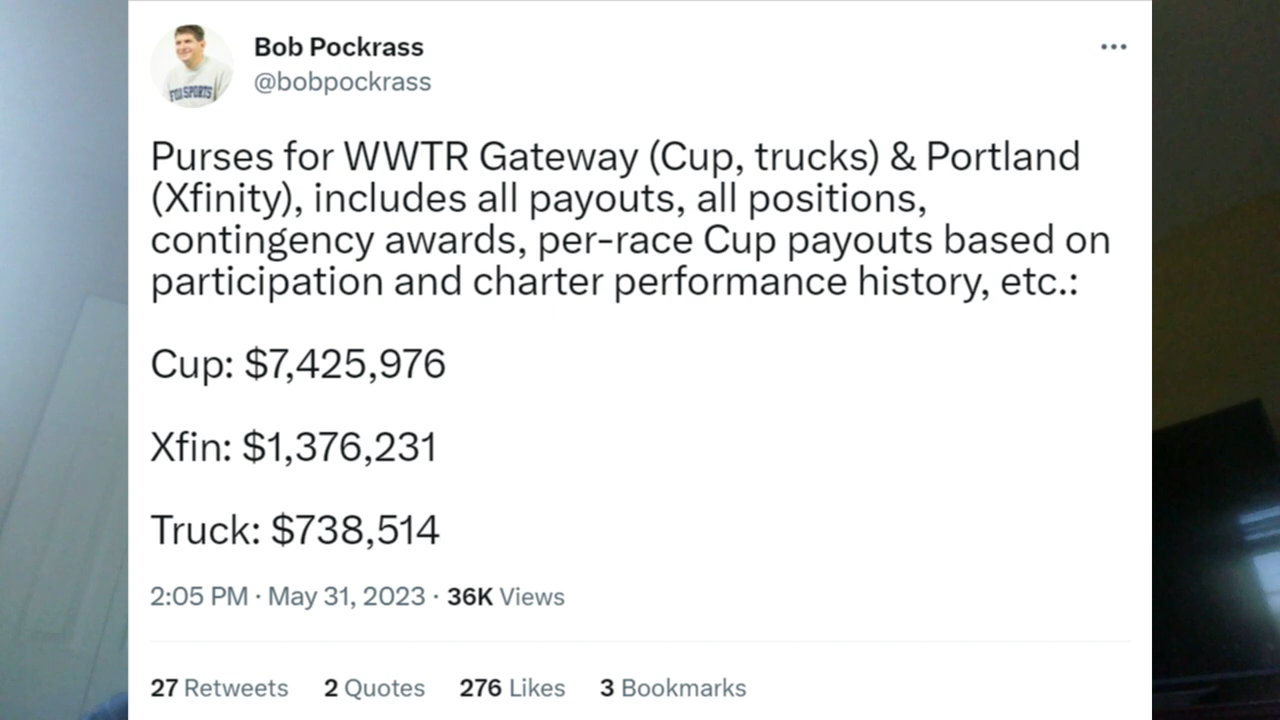 Bob Pockrass
@bobpockrass
FOX SPORTS
Purses for WWTR Gateway (Cup, trucks) & Portland
(Xfinity), includes all payouts, all positions,
contingency awards, per-race Cup payouts based on
participation and charter performance history, etc.:
Cup: $7,425,976
Xfin: $1,376,231
Truck: $738,514
2:05 PM · May 31, 2023 · 36K Views
27 Retweets 2 Quotes 276 Likes 3 Bookmarks